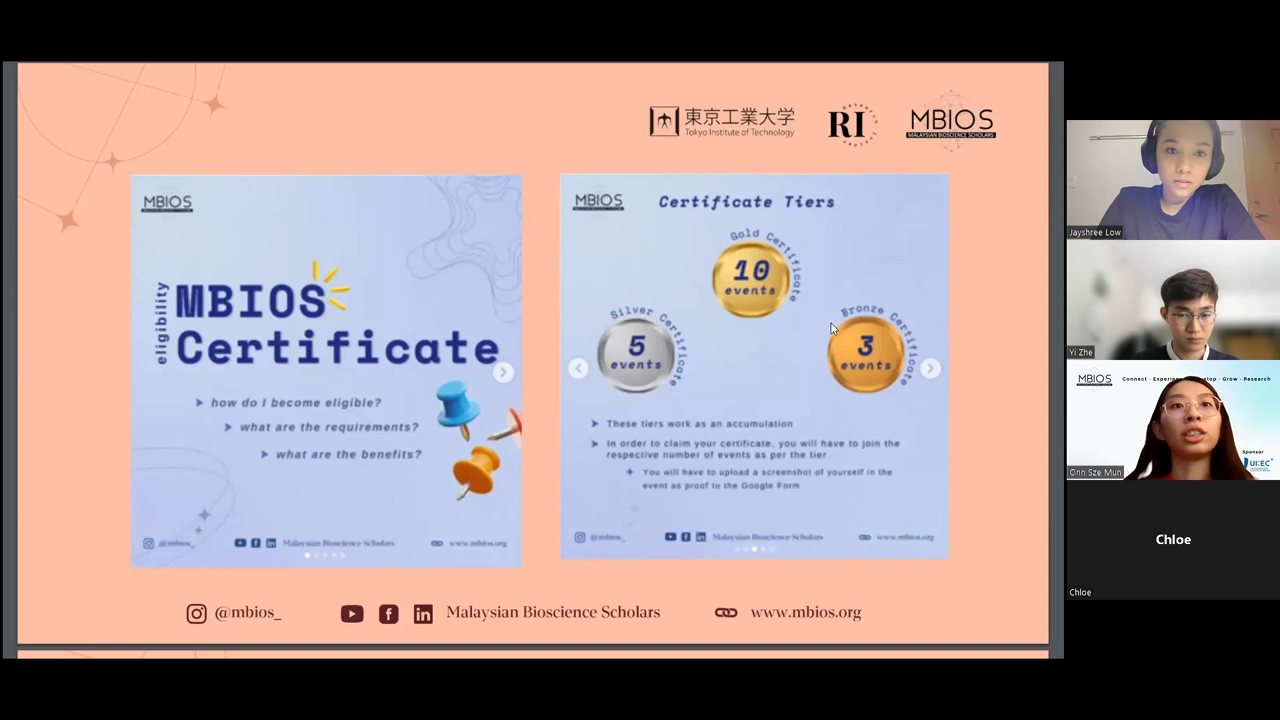 東京工業大学
Tokyo Institute of Technology
RI
MBIOS
MALAYSIAN BIOSCIENCE SCHOLARS
MBIOS
eligibility
MBIOS
Certificate
how do I become eligible?
what are the requirements?
what are the benefits?
@mbios_
Malaysian Bioscience Scholars
www.mbios.org
MBIOS
Certificate Tiers
Gold Certificate
10
events
Silver Certificate
5
events
Bronze Certificate
3
events
These tiers work as an accumulation
In order to claim your certificate, you will have to join the
respective number of events as per the tier
You will have to upload a screenshot of yourself in the
event as proof to the Google Form
@mbios_
Malaysian Bioscience Scholars
www.mbios.org
@mbios_
Malaysian Bioscience Scholars
www.mbios.org
Jayshree Low
Yi Zhe
MBIOS
Connect · Experience
Grow · Research
Sponsor
Onn Sze Mun
Chloe
Chloe